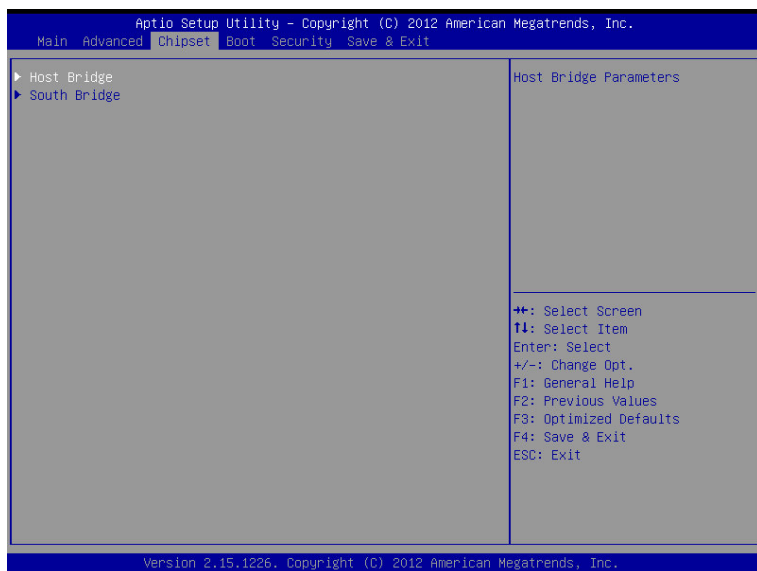 Aptio Setup Utility – Copyright (C) 2012 American Megatrends, Inc.
Main Advanced Chipset Boot Security Save & Exit
▶ Host Bridge
▶ South Bridge
Host Bridge Parameters
→←: Select Screen
↑↓: Select Item
Enter: Select
+/-: Change Opt.
F1: General Help
F2: Previous Values
F3: Optimized Defaults
F4: Save & Exit
ESC: Exit
Version 2.15.1226. Copyright (C) 2012 American Megatrends, Inc.